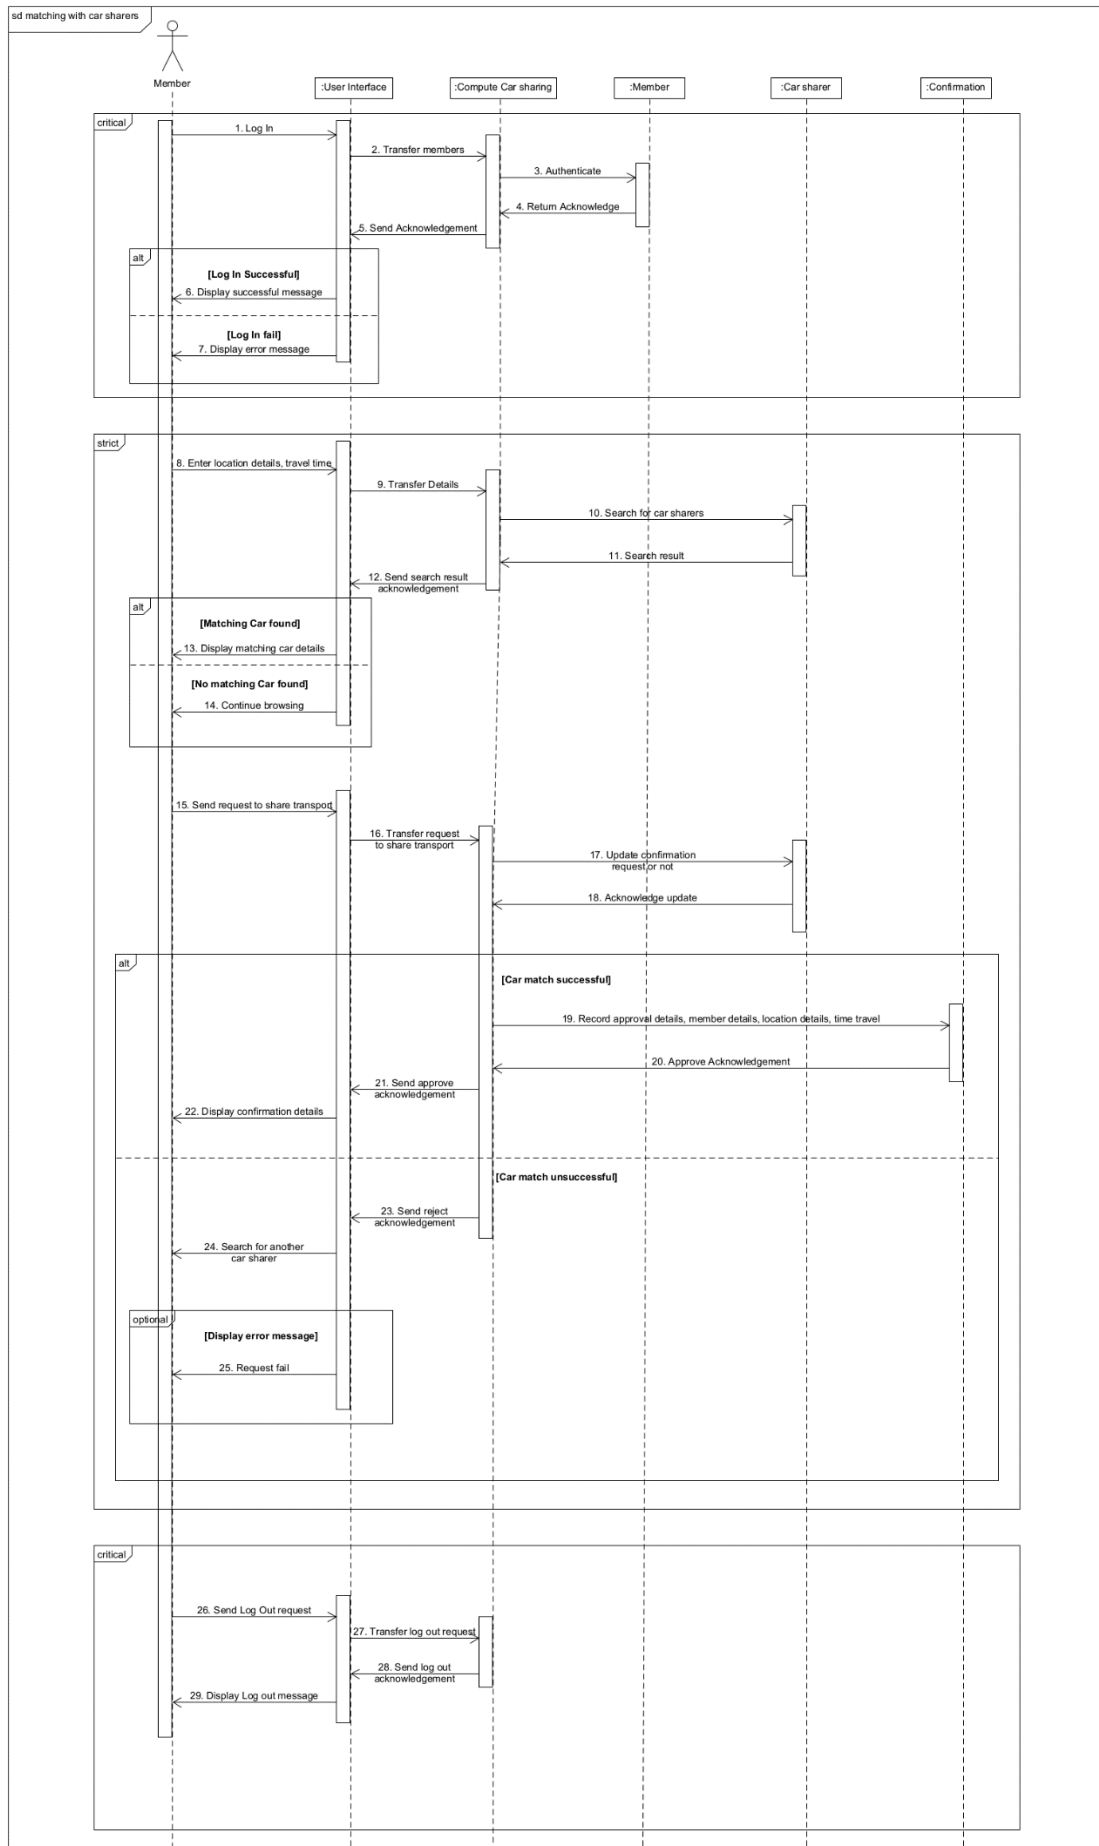 sd matching with car sharers
Member
:User Interface
:Compute Car sharing
:Member
:Car sharer
:Confirmation
critical
1. Log In
2. Transfer members
3. Authenticate
4. Return Acknowledge
5. Send Acknowledgement
alt
[Log In Successful]
6. Display successful message
[Log In fail]
7. Display error message
strict
8. Enter location details, travel time
9. Transfer Details
10. Search for car sharers
11. Search result
12. Send search result
acknowledgement
alt
[Matching Car found]
13. Display matching car details
[No matching Car found]
14. Continue browsing
15. Send request to share transport
16. Transfer request
to share transport
17. Update confirmation
request or not
18. Acknowledge update
alt
[Car match successful]
19. Record approval details, member details, location details, time travel
20. Approve Acknowledgement
21. Send approve
acknowledgement
22. Display confirmation details
[Car match unsuccessful]
23. Send reject
acknowledgement
24. Search for another
car sharer
optional
[Display error message]
25. Request fail
critical
26. Send Log Out request
27. Transfer log out request
28. Send log out
acknowledgement
29. Display Log out message